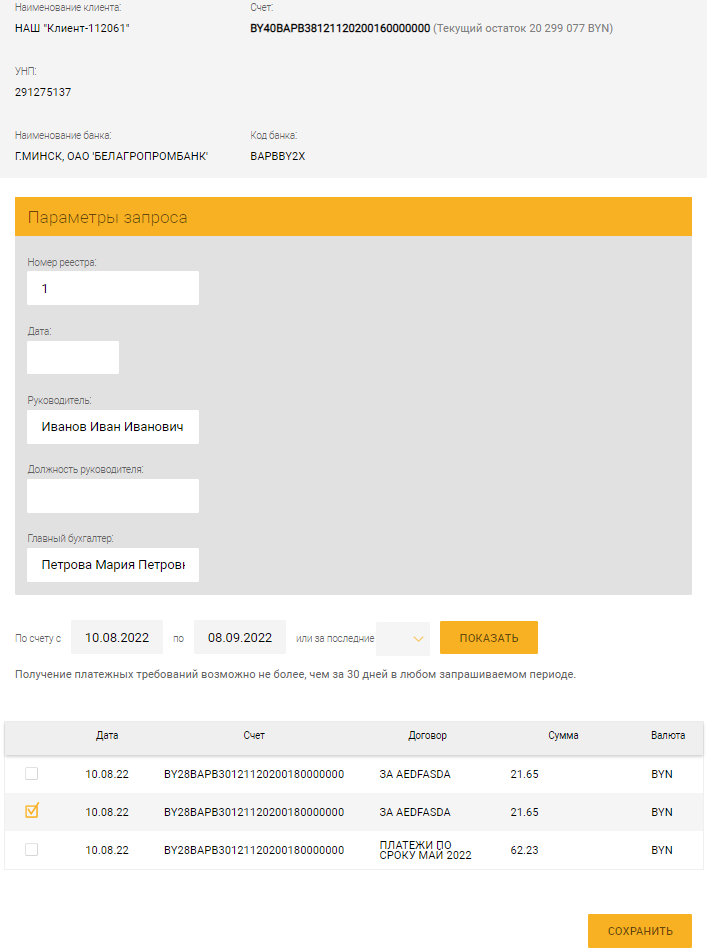 Наименование клиента:
Счет:
НАШ "Клиент-112061"
BY40BAPB38121120200160000000 (Текущий остаток 20 299 077 BYN)
УНП:
291275137
Наименование банка:
Код банка:
Г.МИНСК, ОАО 'БЕЛАГРОПРОМБАНК'
BAPBBY2X
Параметры запроса
Номер реестра:
1
Дата:
Руководитель:
Иванов Иван Иванович
Должность руководителя:
Главный бухгалтер:
Петрова Мария Петровн
По счету с 10.08.2022 по 08.09.2022 или за последние ПОКАЗАТЬ
Получение платежных требований возможно не более, чем за 30 дней в любом запрашиваемом периоде.
Дата Счет Договор Сумма Валюта
10.08.22 BY28BAPB30121120200180000000 ЗА AEDFASDA 21.65 BYN
10.08.22 BY28BAPB30121120200180000000 ЗА AEDFASDA 21.65 BYN
10.08.22 BY28BAPB30121120200180000000 ПЛАТЕЖИ ПО 62.23 BYN
СРОКУ МАЙ 2022
СОХРАНИТЬ